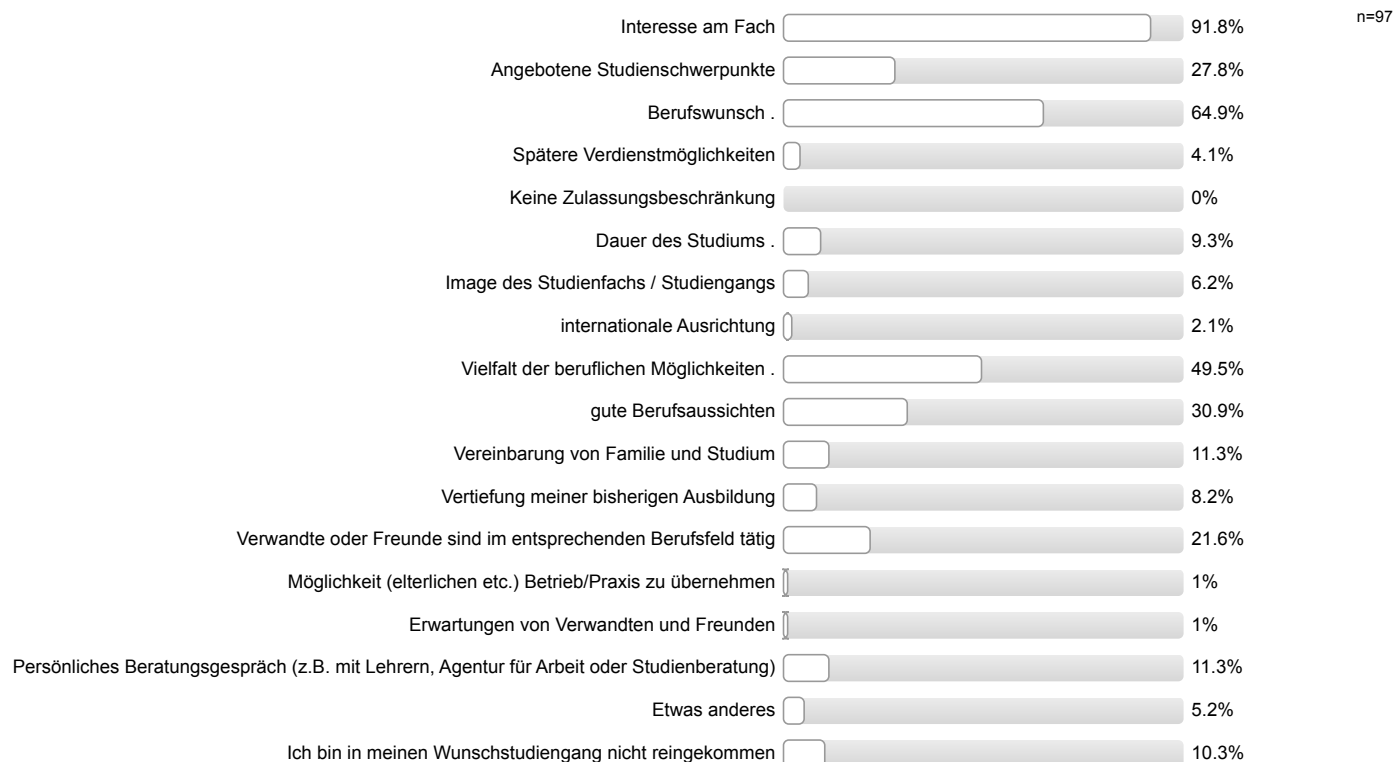 n=97
Interesse am Fach 91.8%
Angebotene Studienschwerpunkte 27.8%
Berufswunsch . 64.9%
Spätere Verdienstmöglichkeiten 4.1%
Keine Zulassungsbeschränkung 0%
Dauer des Studiums . 9.3%
Image des Studienfachs / Studiengangs 6.2%
internationale Ausrichtung 2.1%
Vielfalt der beruflichen Möglichkeiten . 49.5%
gute Berufsaussichten 30.9%
Vereinbarung von Familie und Studium 11.3%
Vertiefung meiner bisherigen Ausbildung 8.2%
Verwandte oder Freunde sind im entsprechenden Berufsfeld tätig 21.6%
Möglichkeit (elterlichen etc.) Betrieb/Praxis zu übernehmen 1%
Erwartungen von Verwandten und Freunden 1%
Persönliches Beratungsgespräch (z.B. mit Lehrern, Agentur für Arbeit oder Studienberatung) 11.3%
Etwas anderes 5.2%
Ich bin in meinen Wunschstudiengang nicht reingekommen 10.3%